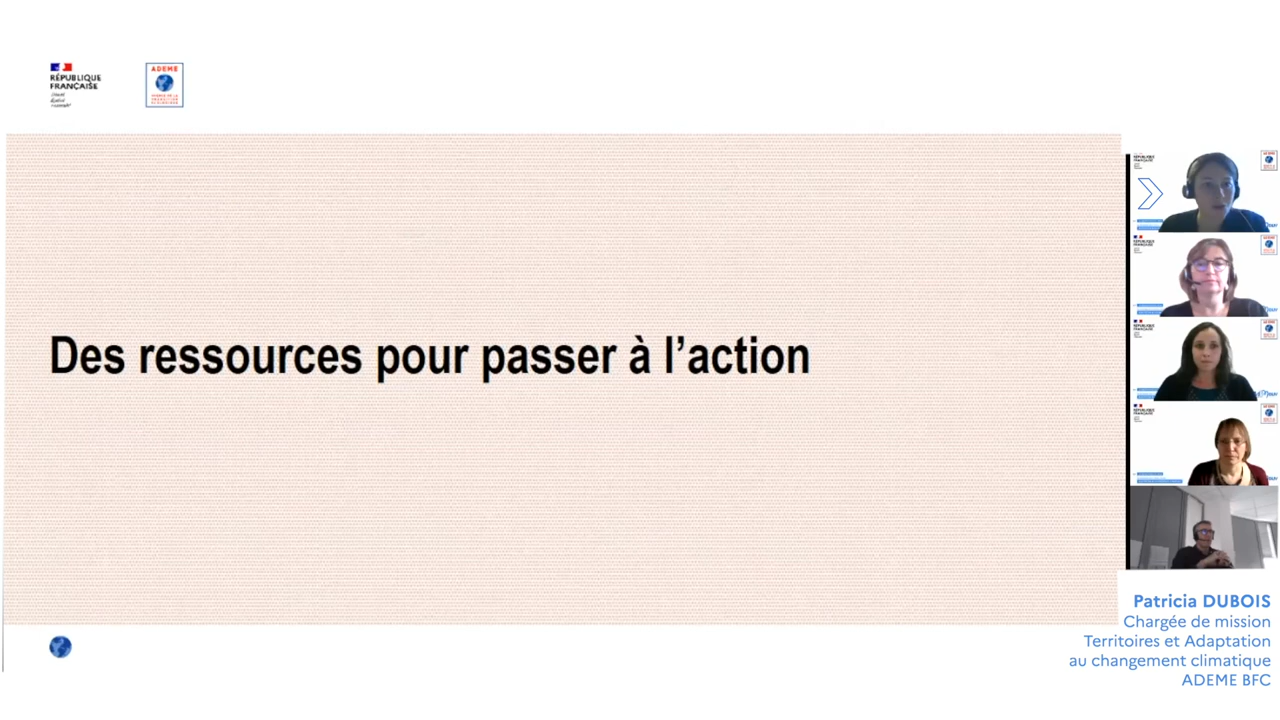 RÉPUBLIQUE
FRANÇAISE
ADEME
Des ressources pour passer à l'action
Patricia DUBOIS
Chargée de mission
Territoires et Adaptation
au changement climatique
ADEME BFC